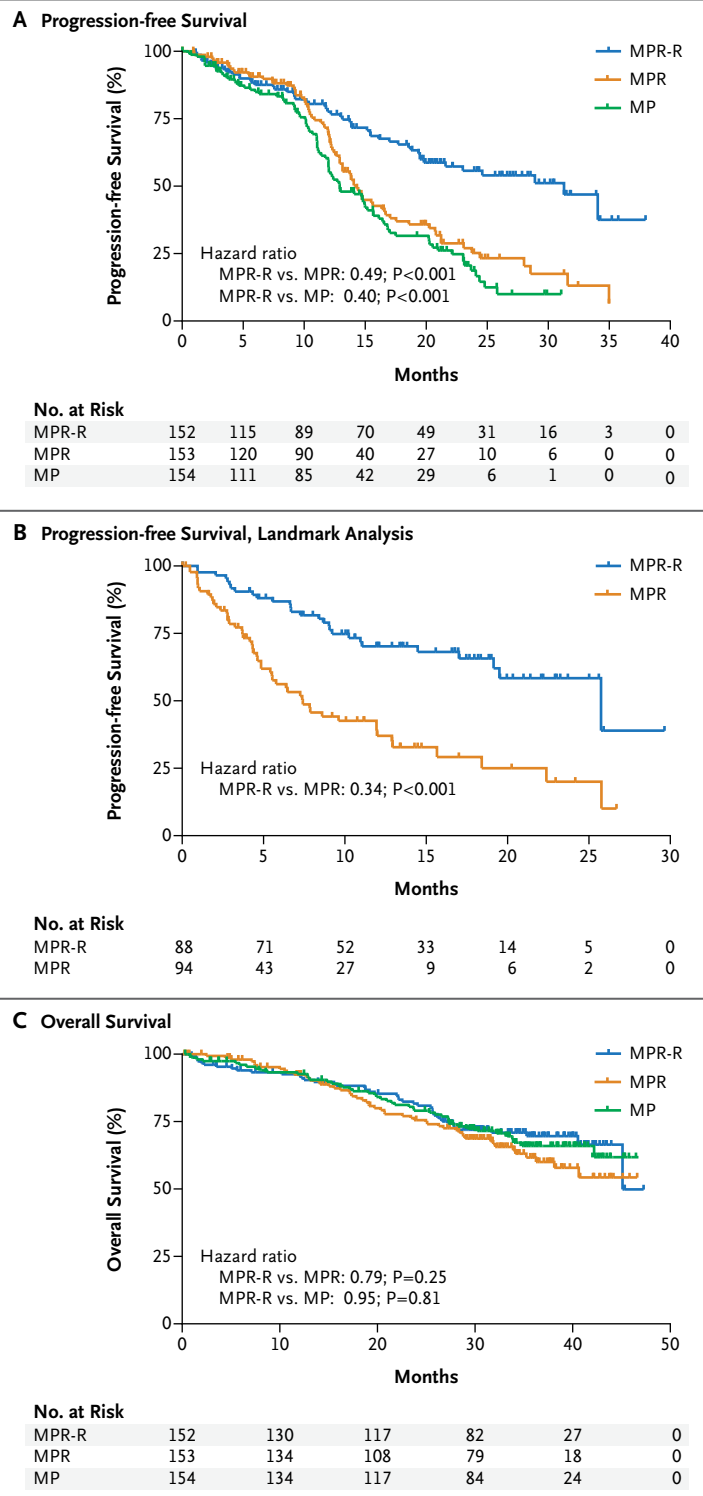 A Progression-free Survival
100
75
50
25
0
Progression-free Survival (%)
MPR-R
MPR
MP
Hazard ratio
MPR-R vs. MPR: 0.49; P<0.001
MPR-R vs. MP: 0.40; P<0.001
0 5 10 15 20 25 30 35 40
Months
No. at Risk
MPR-R 152 115 89 70 49 31 16 3 0
MPR 153 120 90 40 27 10 6 0 0
MP 154 111 85 42 29 6 1 0 0
B Progression-free Survival, Landmark Analysis
100
75
50
25
0
Progression-free Survival (%)
MPR-R
MPR
Hazard ratio
MPR-R vs. MPR: 0.34; P<0.001
0 5 10 15 20 25 30
Months
No. at Risk
MPR-R 88 71 52 33 14 5 0
MPR 94 43 27 9 6 2 0
C Overall Survival
100
75
50
25
0
Overall Survival (%)
MPR-R
MPR
MP
Hazard ratio
MPR-R vs. MPR: 0.79; P=0.25
MPR-R vs. MP: 0.95; P=0.81
0 10 20 30 40 50
Months
No. at Risk
MPR-R 152 130 117 82 27 0
MPR 153 134 108 79 18 0
MP 154 134 117 84 24 0